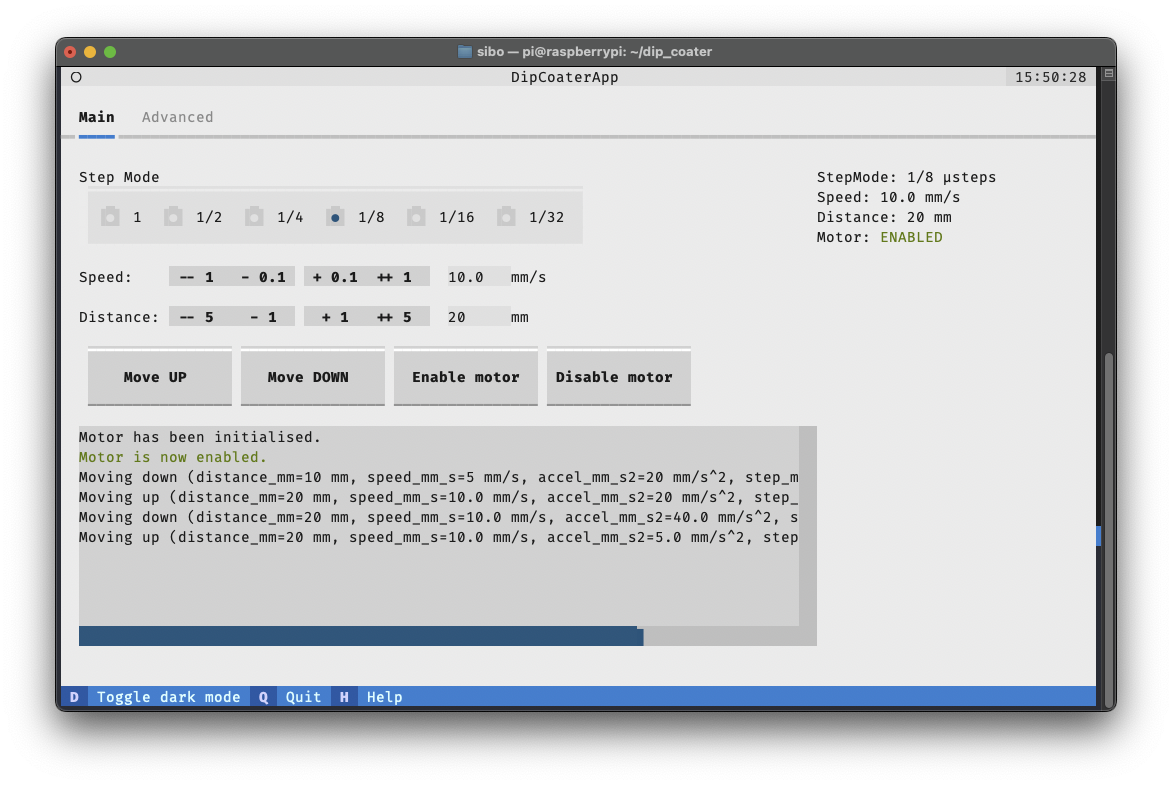 sibo — pi@raspberrypi: ~/dip_coater
DipCoaterApp 15:50:28
Main Advanced
Step Mode
1 1/2 1/4 1/8 1/16 1/32
StepMode: 1/8 µsteps
Speed: 10.0 mm/s
Distance: 20 mm
Motor: ENABLED
Speed: -- 1 - 0.1 + 0.1 ++ 1 10.0 mm/s
Distance: -- 5 - 1 + 1 ++ 5 20 mm
Move UP Move DOWN Enable motor Disable motor
Motor has been initialised.
Motor is now enabled.
Moving down (distance_mm=10 mm, speed_mm_s=5 mm/s, accel_mm_s2=20 mm/s^2, step_m
Moving up (distance_mm=20 mm, speed_mm_s=10.0 mm/s, accel_mm_s2=20 mm/s^2, step_
Moving down (distance_mm=20 mm, speed_mm_s=10.0 mm/s, accel_mm_s2=40.0 mm/s^2, s
Moving up (distance_mm=20 mm, speed_mm_s=10.0 mm/s, accel_mm_s2=5.0 mm/s^2, step
D Toggle dark mode Q Quit H Help